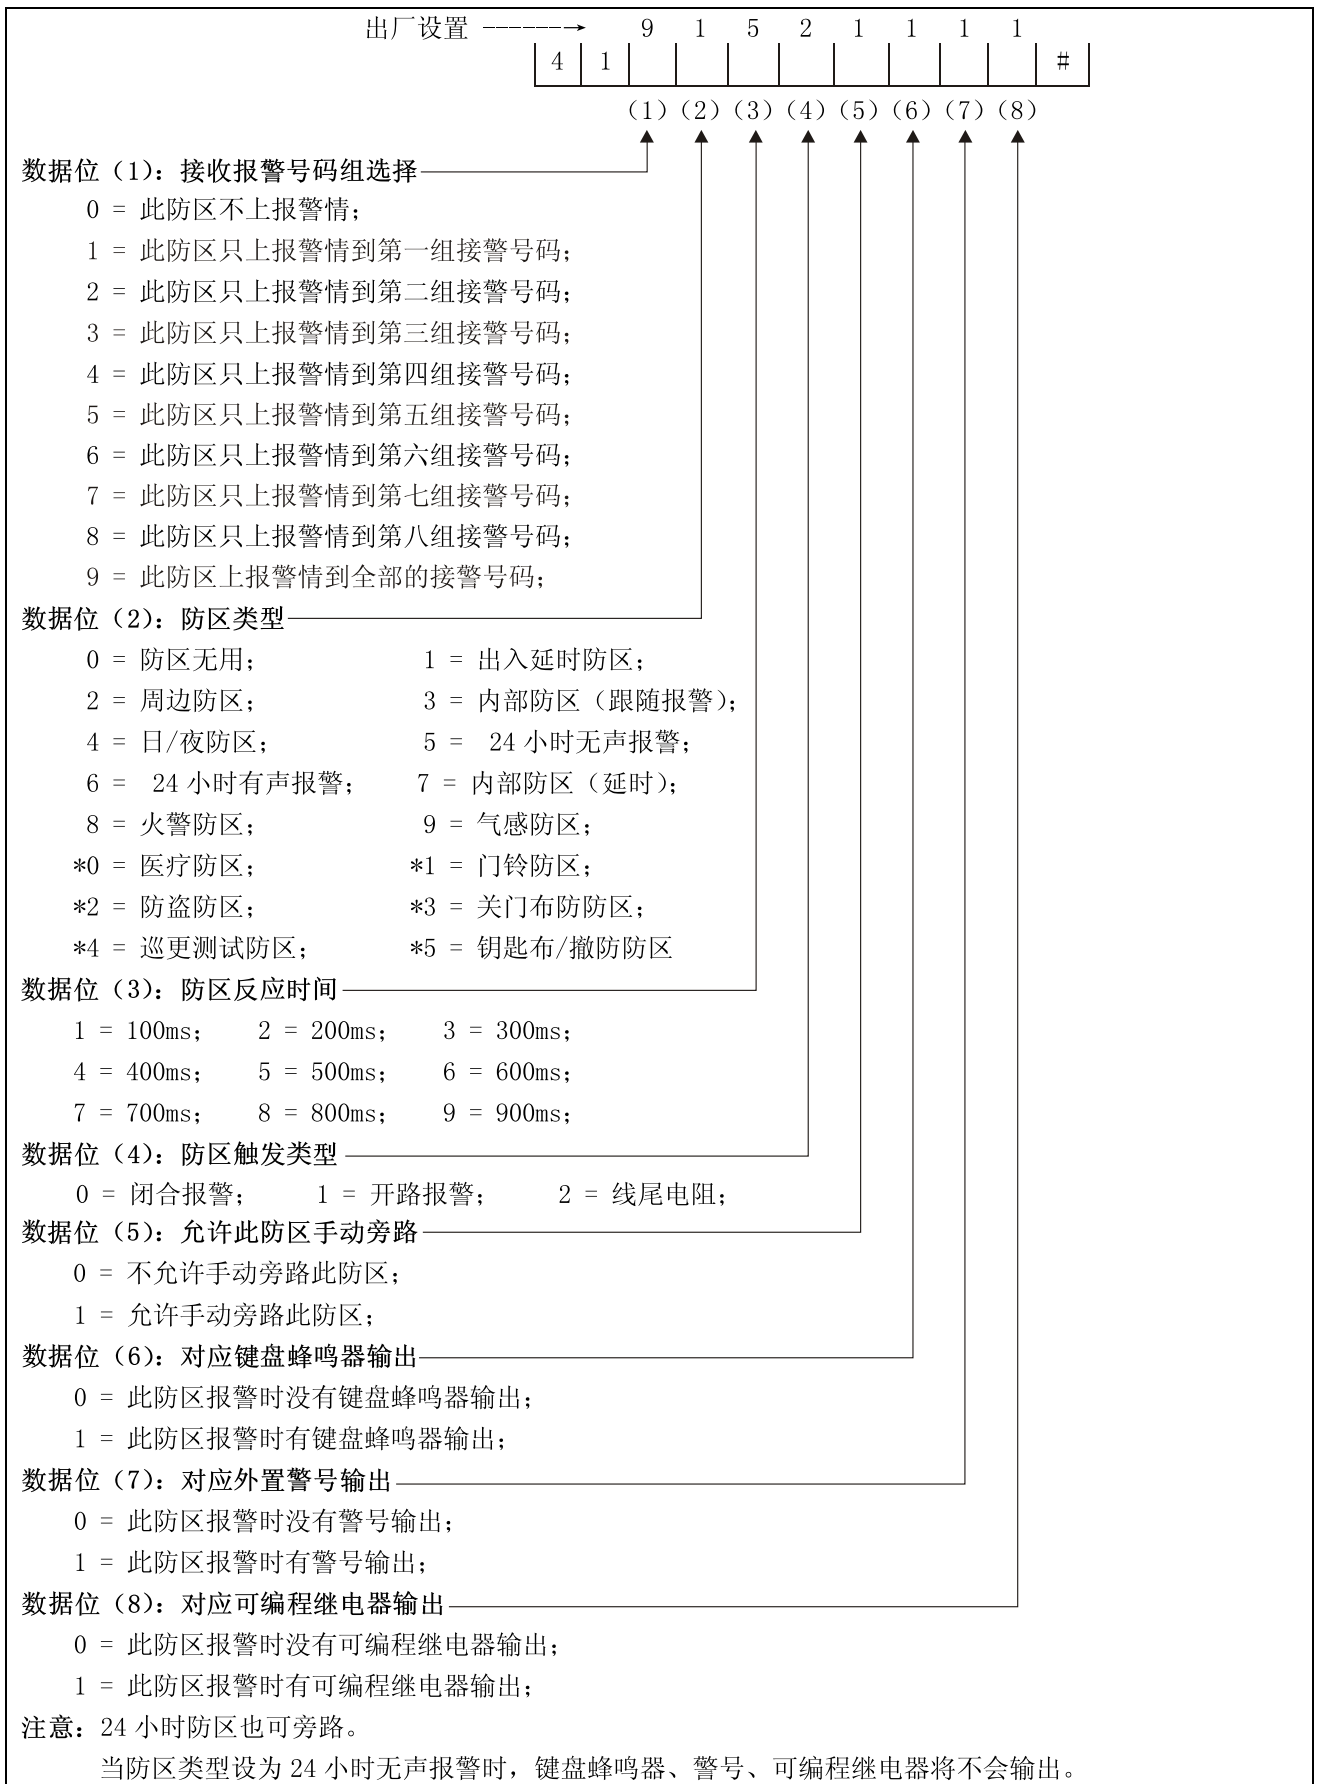 出厂设置 ------→ 9 1 5 2 1 1 1 1
4 1 #
(1) (2) (3) (4) (5) (6) (7) (8)
数据位（1）：接收报警号码组选择
0 = 此防区不上报警情；
1 = 此防区只上报警情到第一组接警号码；
2 = 此防区只上报警情到第二组接警号码；
3 = 此防区只上报警情到第三组接警号码；
4 = 此防区只上报警情到第四组接警号码；
5 = 此防区只上报警情到第五组接警号码；
6 = 此防区只上报警情到第六组接警号码；
7 = 此防区只上报警情到第七组接警号码；
8 = 此防区只上报警情到第八组接警号码；
9 = 此防区上报警情到全部的接警号码；
数据位（2）：防区类型
0 = 防区无用； 1 = 出入延时防区；
2 = 周边防区； 3 = 内部防区（跟随报警）；
4 = 日/夜防区； 5 = 24 小时无声报警；
6 = 24 小时有声报警； 7 = 内部防区（延时）；
8 = 火警防区； 9 = 气感防区；
*0 = 医疗防区； *1 = 门铃防区；
*2 = 防盗防区； *3 = 关门布防防区；
*4 = 巡更测试防区； *5 = 钥匙布/撤防防区
数据位（3）：防区反应时间
1 = 100ms； 2 = 200ms； 3 = 300ms；
4 = 400ms； 5 = 500ms； 6 = 600ms；
7 = 700ms； 8 = 800ms； 9 = 900ms；
数据位（4）：防区触发类型
0 = 闭合报警； 1 = 开路报警； 2 = 线尾电阻；
数据位（5）：允许此防区手动旁路
0 = 不允许手动旁路此防区；
1 = 允许手动旁路此防区；
数据位（6）：对应键盘蜂鸣器输出
0 = 此防区报警时没有键盘蜂鸣器输出；
1 = 此防区报警时有键盘蜂鸣器输出；
数据位（7）：对应外置警号输出
0 = 此防区报警时没有警号输出；
1 = 此防区报警时有警号输出；
数据位（8）：对应可编程继电器输出
0 = 此防区报警时没有可编程继电器输出；
1 = 此防区报警时有可编程继电器输出；
注意：24 小时防区也可旁路。
当防区类型设为 24 小时无声报警时，键盘蜂鸣器、警号、可编程继电器将不会输出。